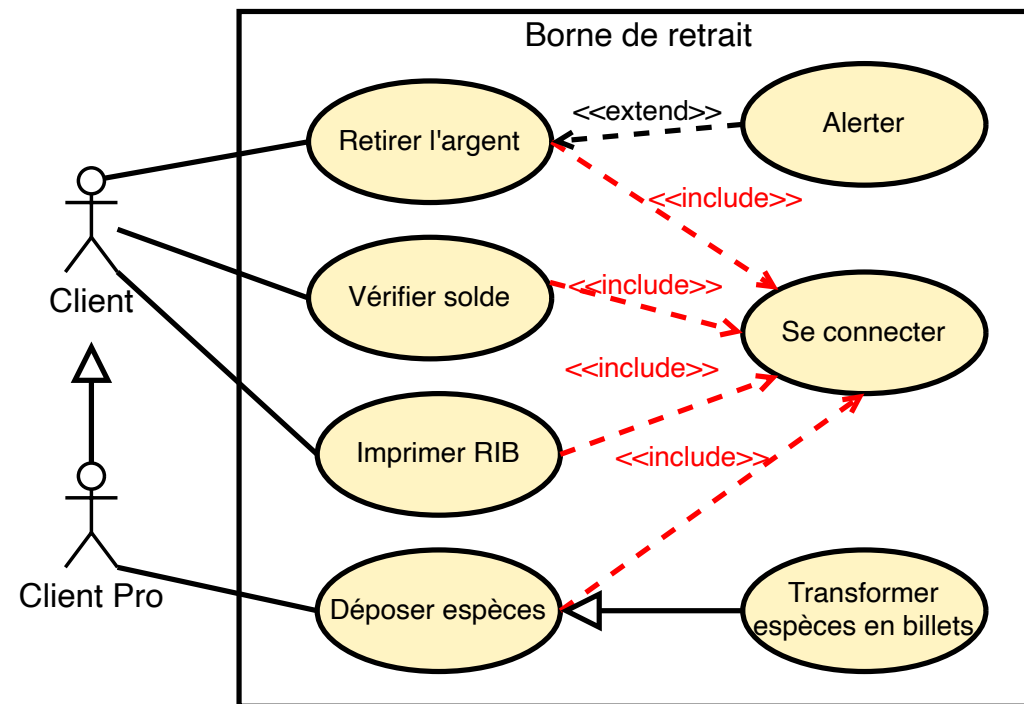 Borne de retrait
Retirer l'argent
<<extend>>
Alerter
<<include>>
Client
Vérifier solde
<<include>>
Se connecter
<<include>>
Imprimer RIB
<<include>>
Client Pro
Déposer espèces
Transformer
espèces en billets